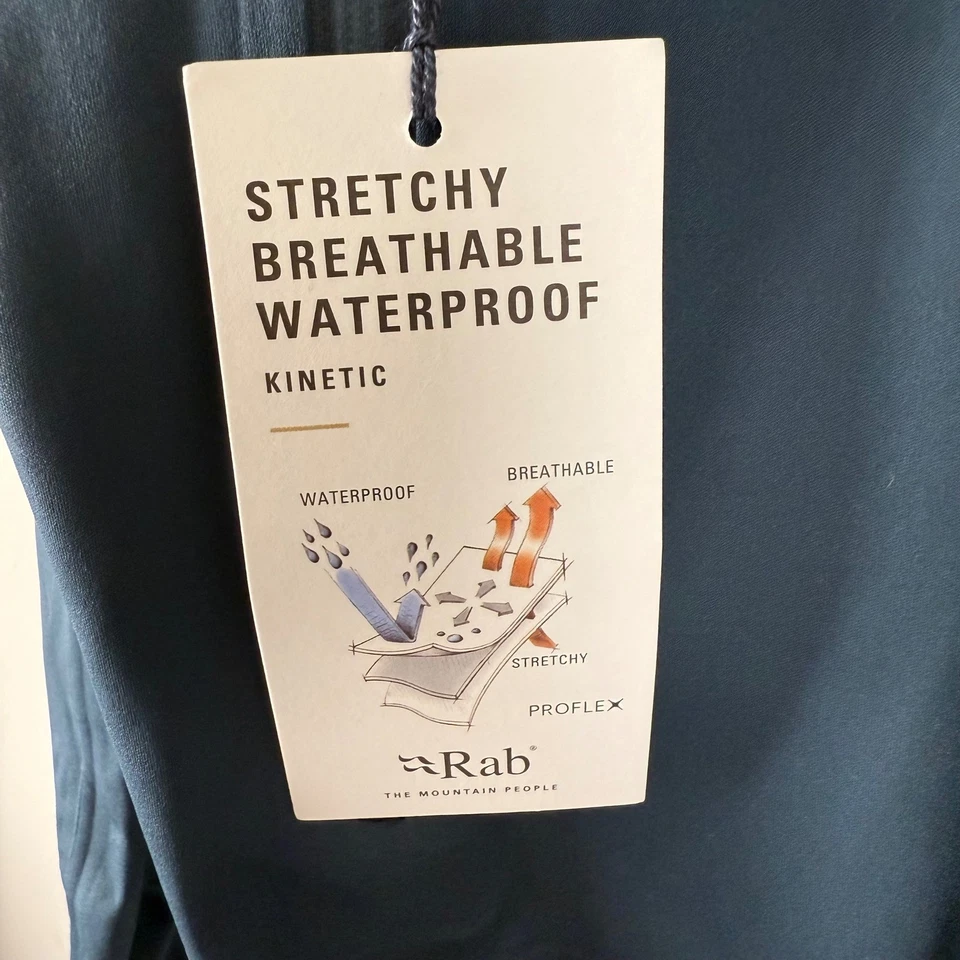 STRETCHY
BREATHABLE
WATERPROOF
KINETIC
BREATHABLE
WATERPROOF
STRETCHY
PROFLEX
Rab®
THE MOUNTAIN PEOPLE